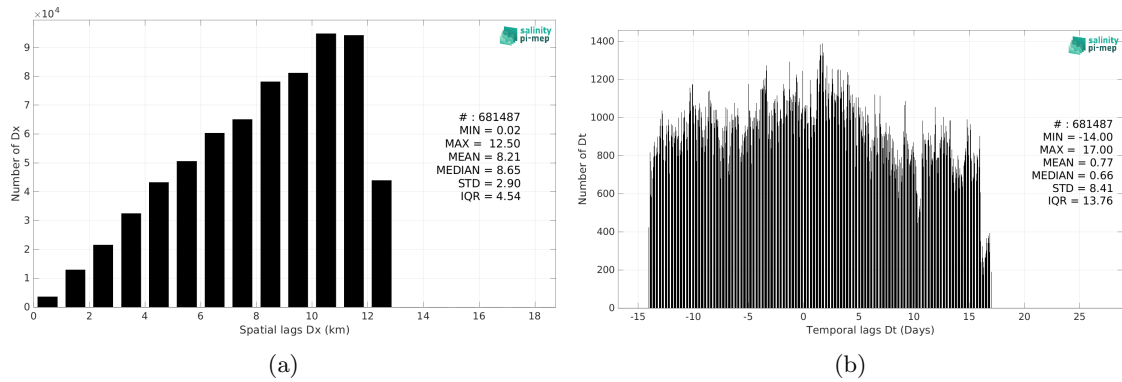 ×10⁴
salinity
pi-mep
10
9
8
7
6
5
4
3
2
1
0
Number of Dx
# : 681487
MIN = 0.02
MAX = 12.50
MEAN = 8.21
MEDIAN = 8.65
STD = 2.90
IQR = 4.54
0 2 4 6 8 10 12 14 16 18
Spatial lags Dx (km)
(a)
salinity
pi-mep
1400
1200
1000
800
600
400
200
0
Number of Dt
# : 681487
MIN = -14.00
MAX = 17.00
MEAN = 0.77
MEDIAN = 0.66
STD = 8.41
IQR = 13.76
-15 -10 -5 0 5 10 15 20 25
Temporal lags Dt (Days)
(b)